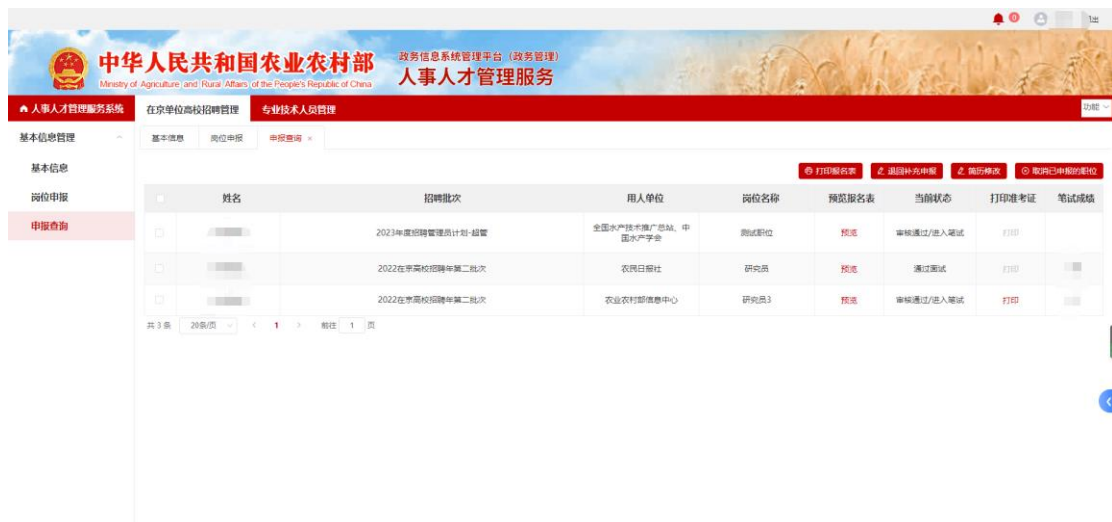 0
中华人民共和国农业农村部
Ministry of Agriculture and Rural Affairs of the People's Republic of China
政务信息系统管理平台（政务管理）
人事人才管理服务
人事人才管理服务系统 在京单位高校招聘管理 专业技术人员管理 功能
基本信息管理 基本信息 岗位申报 申报查询 ×
基本信息
岗位申报
申报查询
打印报名表 退回补充申报 简历修改 取消已申报的职位
姓名 招聘批次 用人单位 岗位名称 预览报名表 当前状态 打印准考证 笔试成绩
2023年度招聘管理员计划-超管 全国水产技术推广总站、中国水产学会 测试职位 预览 审核通过/进入笔试 打印
2022在京高校招聘年第二批次 农民日报社 研究员 预览 通过面试 打印
2022在京高校招聘年第二批次 农业农村部信息中心 研究员3 预览 审核通过/进入笔试 打印
共 3 条 20条/页 < 1 > 前往 1 页